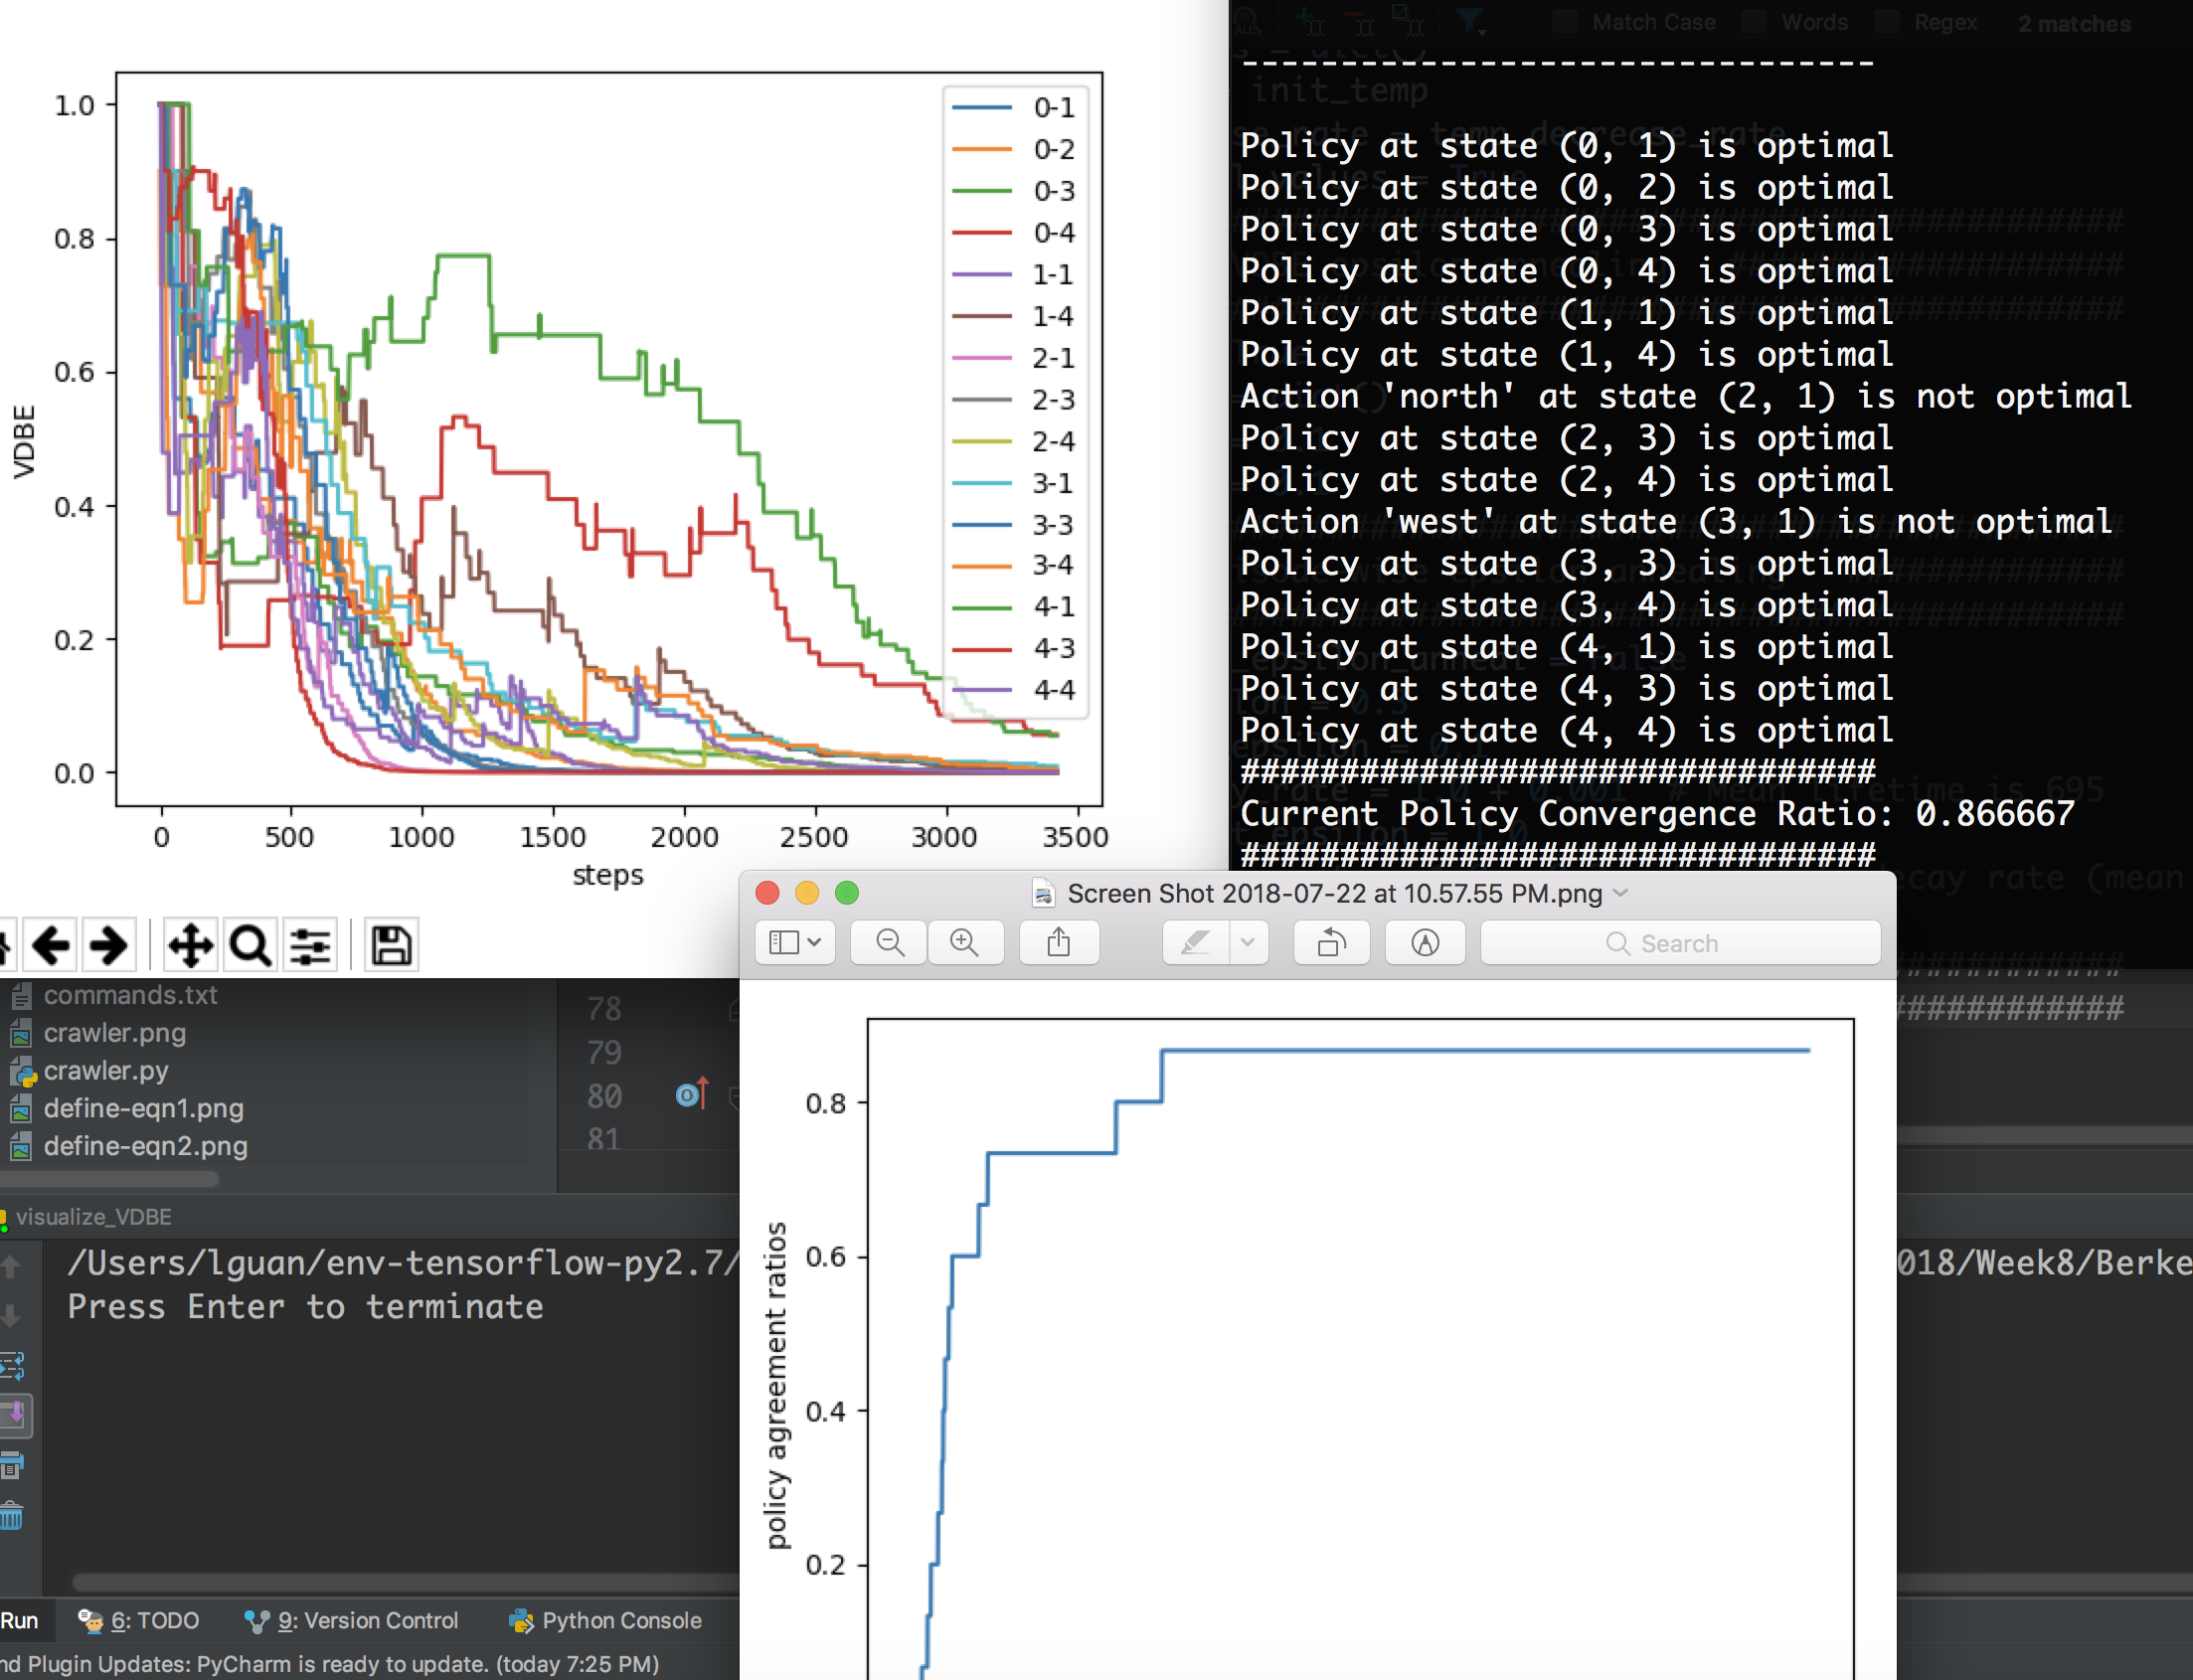 1.0
0.8
0.6
0.4
0.2
0.0
VDBE
0 500 1000 1500 2000 2500 3000 3500
steps
0-1
0-2
0-3
0-4
1-1
1-4
2-1
2-3
2-4
3-1
3-3
3-4
4-1
4-3
4-4
Match Case Words Regex 2 matches
-------------------------------
init_temp
Policy at state (0, 1) is optimal
Policy at state (0, 2) is optimal
Policy at state (0, 3) is optimal
Policy at state (0, 4) is optimal
Policy at state (1, 1) is optimal
Policy at state (1, 4) is optimal
Action 'north' at state (2, 1) is not optimal
Policy at state (2, 3) is optimal
Policy at state (2, 4) is optimal
Action 'west' at state (3, 1) is not optimal
Policy at state (3, 3) is optimal
Policy at state (3, 4) is optimal
Policy at state (4, 1) is optimal
Policy at state (4, 3) is optimal
Policy at state (4, 4) is optimal
################################
Current Policy Convergence Ratio: 0.866667
################################
ecay rate (mean
Screen Shot 2018-07-22 at 10.57.55 PM.png
Search
0.8
0.6
0.4
0.2
policy agreement ratios
commands.txt
crawler.png
crawler.py
define-eqn1.png
define-eqn2.png
78
79
80
81
visualize_VDBE
/Users/lguan/env-tensorflow-py2.7/
018/Week8/Berke
Press Enter to terminate
Run 6: TODO 9: Version Control Python Console
nd Plugin Updates: PyCharm is ready to update. (today 7:25 PM)